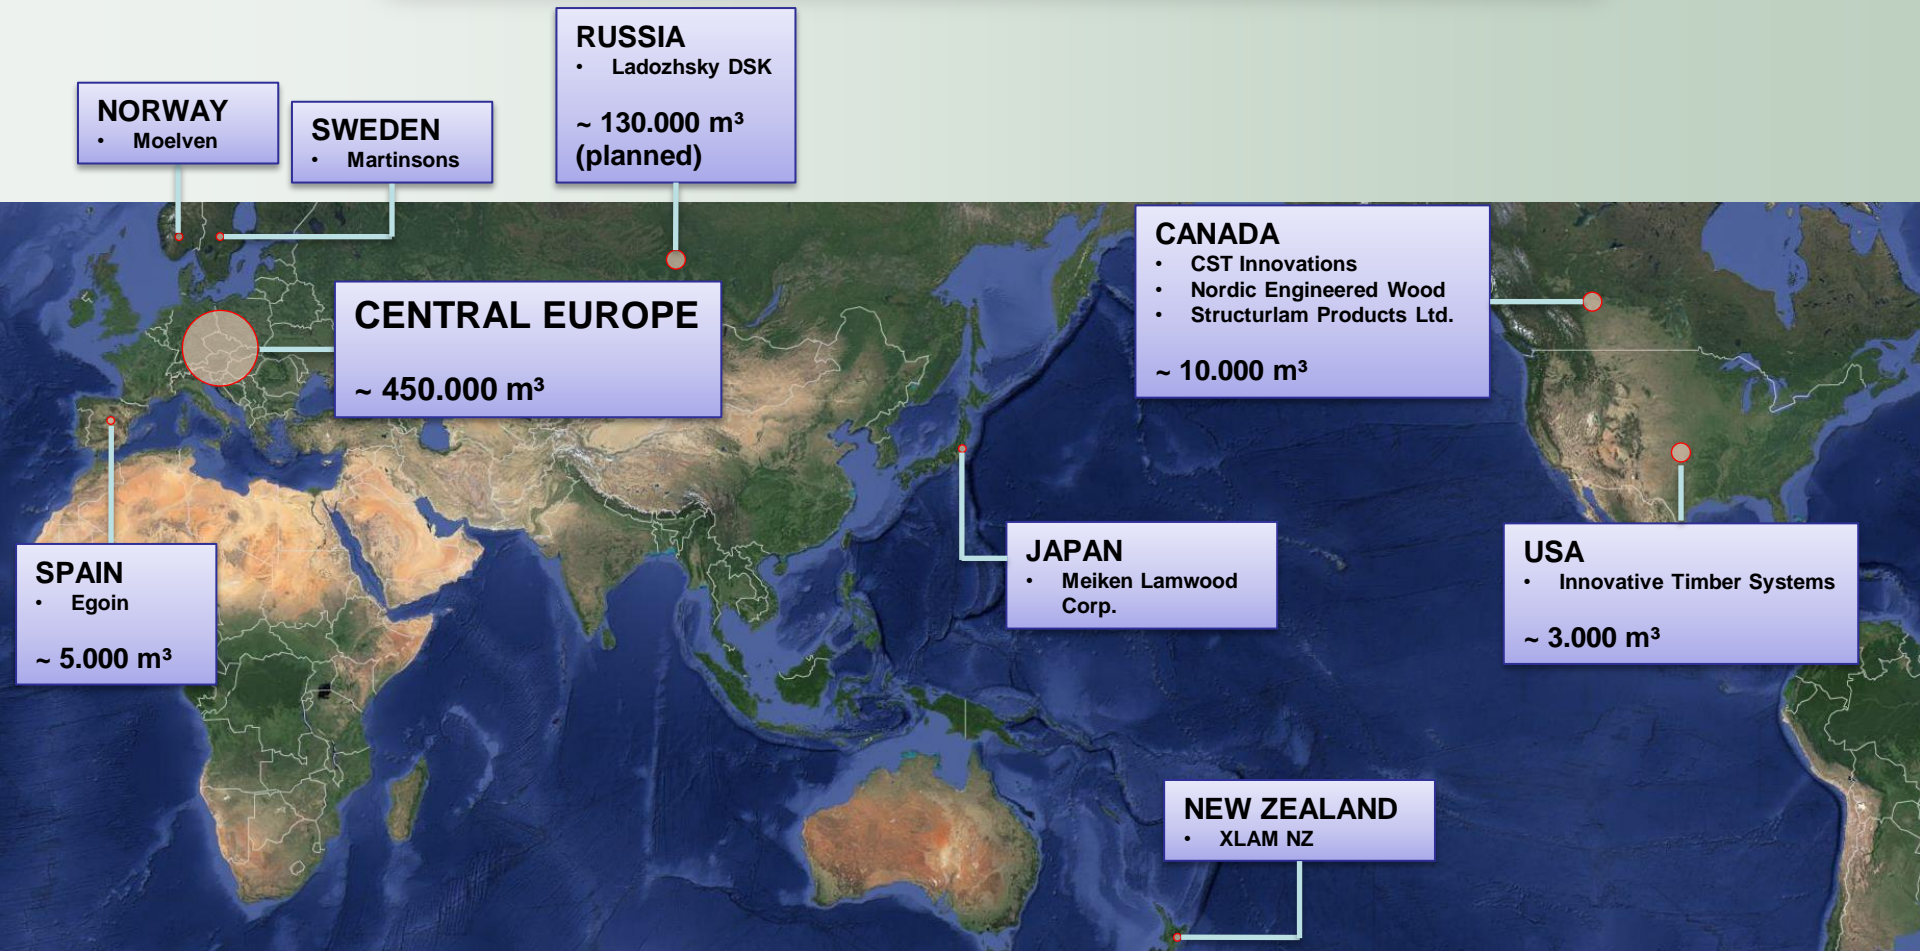 RUSSIA
• Ladozhsky DSK
~ 130.000 m³
(planned)
NORWAY
• Moelven
SWEDEN
• Martinsons
CANADA
• CST Innovations
• Nordic Engineered Wood
• Structurlam Products Ltd.
~ 10.000 m³
CENTRAL EUROPE
~ 450.000 m³
JAPAN
• Meiken Lamwood
Corp.
USA
• Innovative Timber Systems
~ 3.000 m³
SPAIN
• Egoin
~ 5.000 m³
NEW ZEALAND
• XLAM NZ